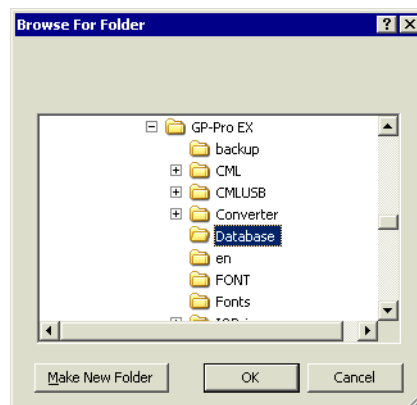 Browse For Folder
GP-Pro EX
backup
CML
CMLUSB
Converter
Database
en
FONT
Fonts
Make New Folder
OK
Cancel